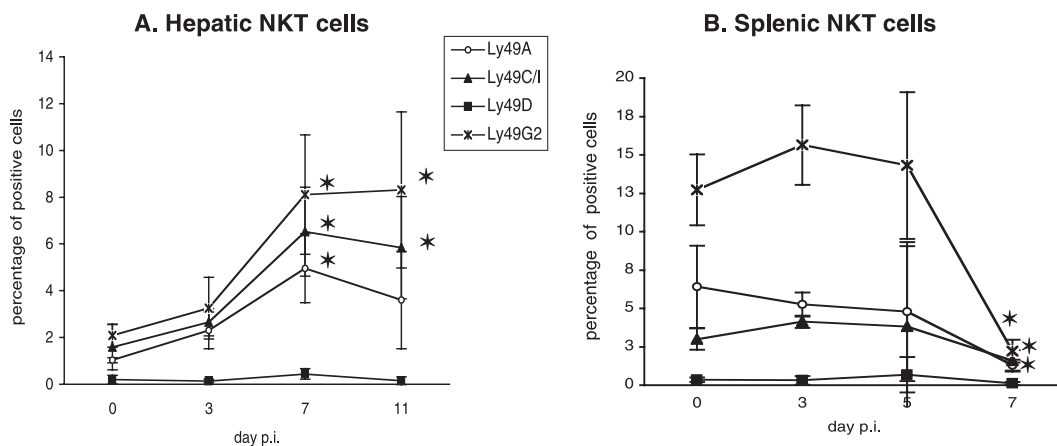 A. Hepatic NKT cells
B. Splenic NKT cells
Ly49A
Ly49C/I
Ly49D
Ly49G2
percentage of positive cells
14
12
10
8
6
4
2
0
0 3 7 11
day p.i.
percentage of positive cells
20
18
15
13
10
8
5
3
0
0 3 5 7
day p.i.